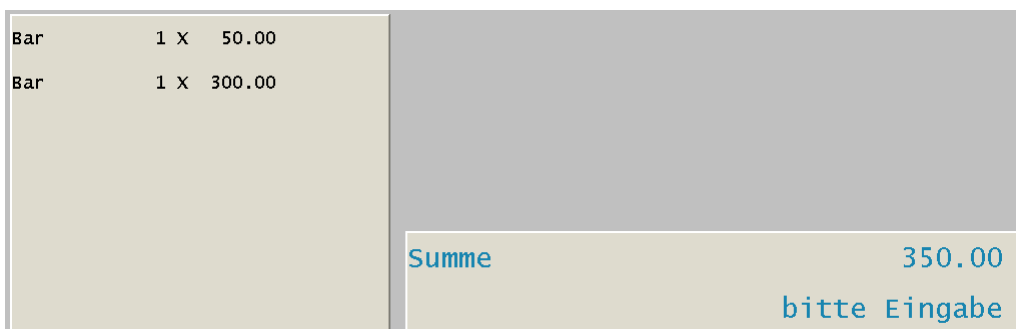 Bar 1 X 50.00
Bar 1 X 300.00
Summe 350.00
bitte Eingabe